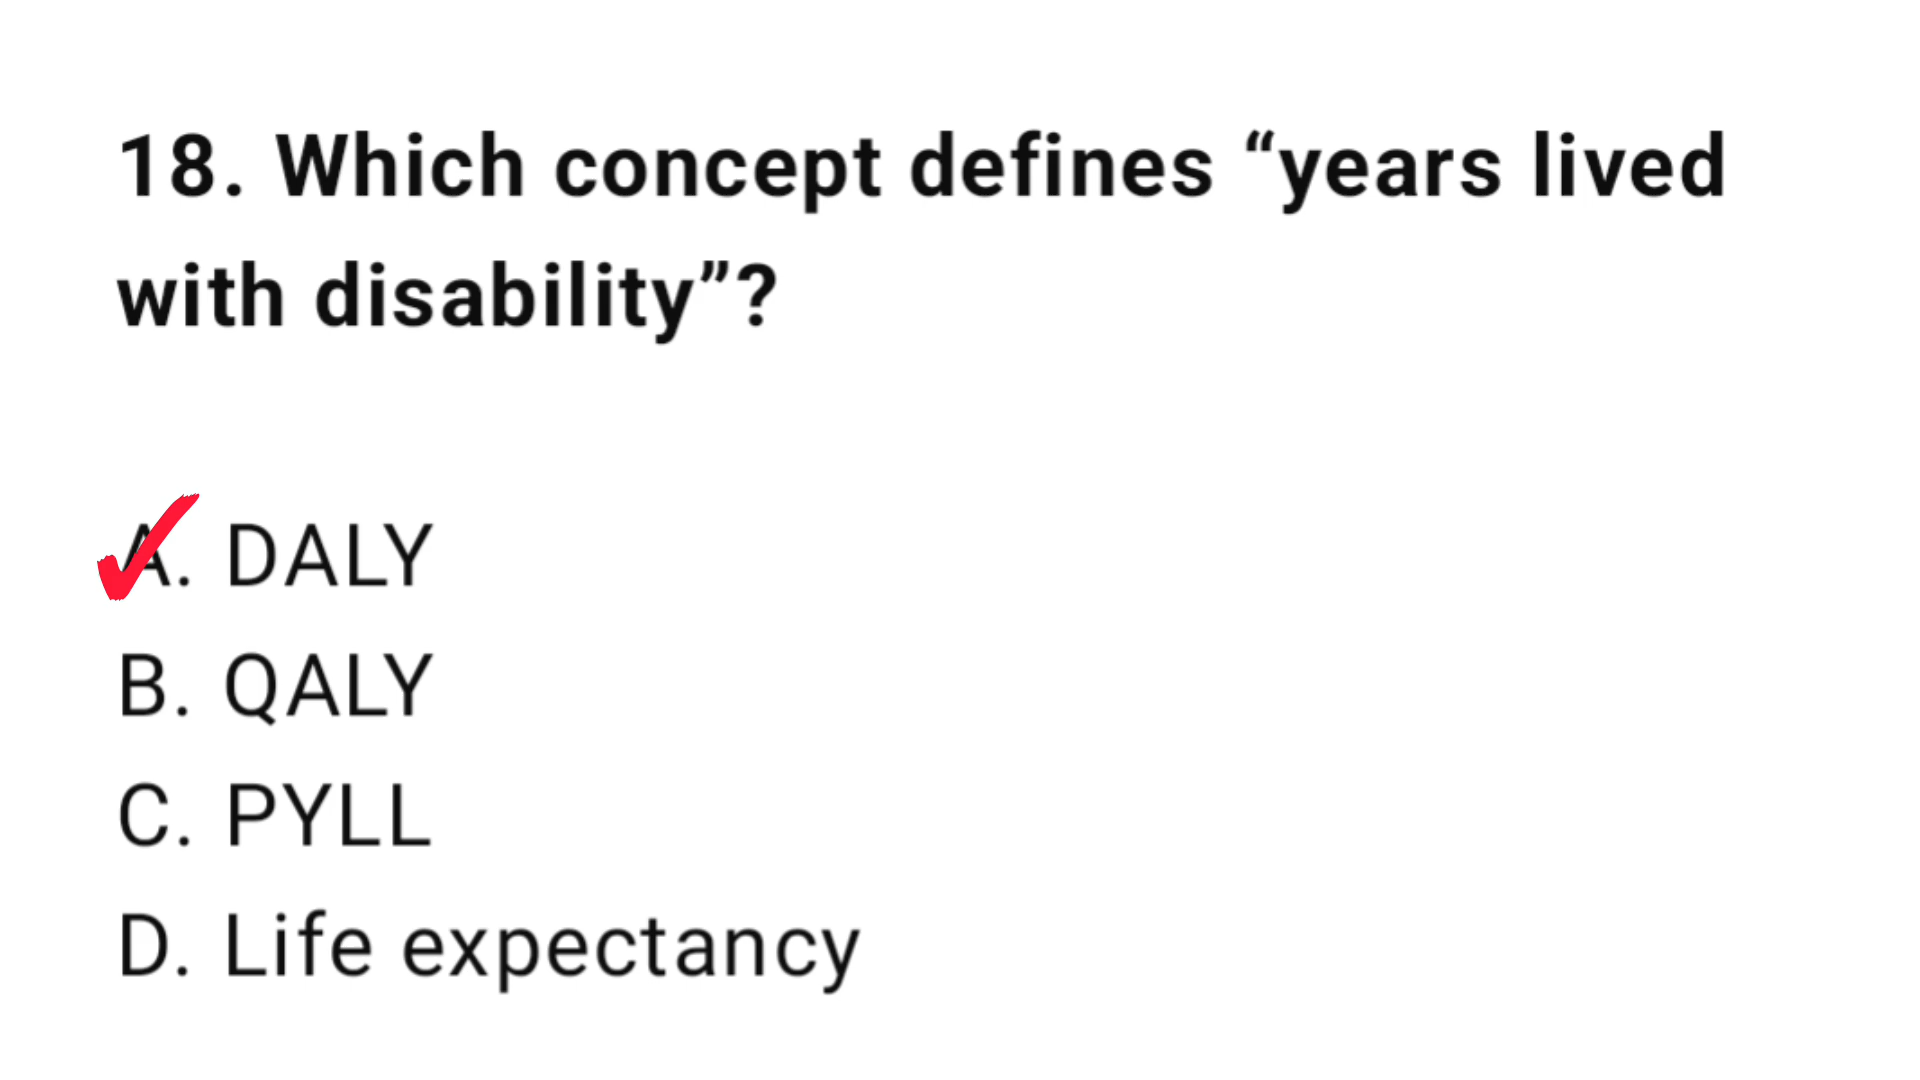 18. Which concept defines “years lived
with disability”?
A. DALY
B. QALY
C. PYLL
D. Life expectancy